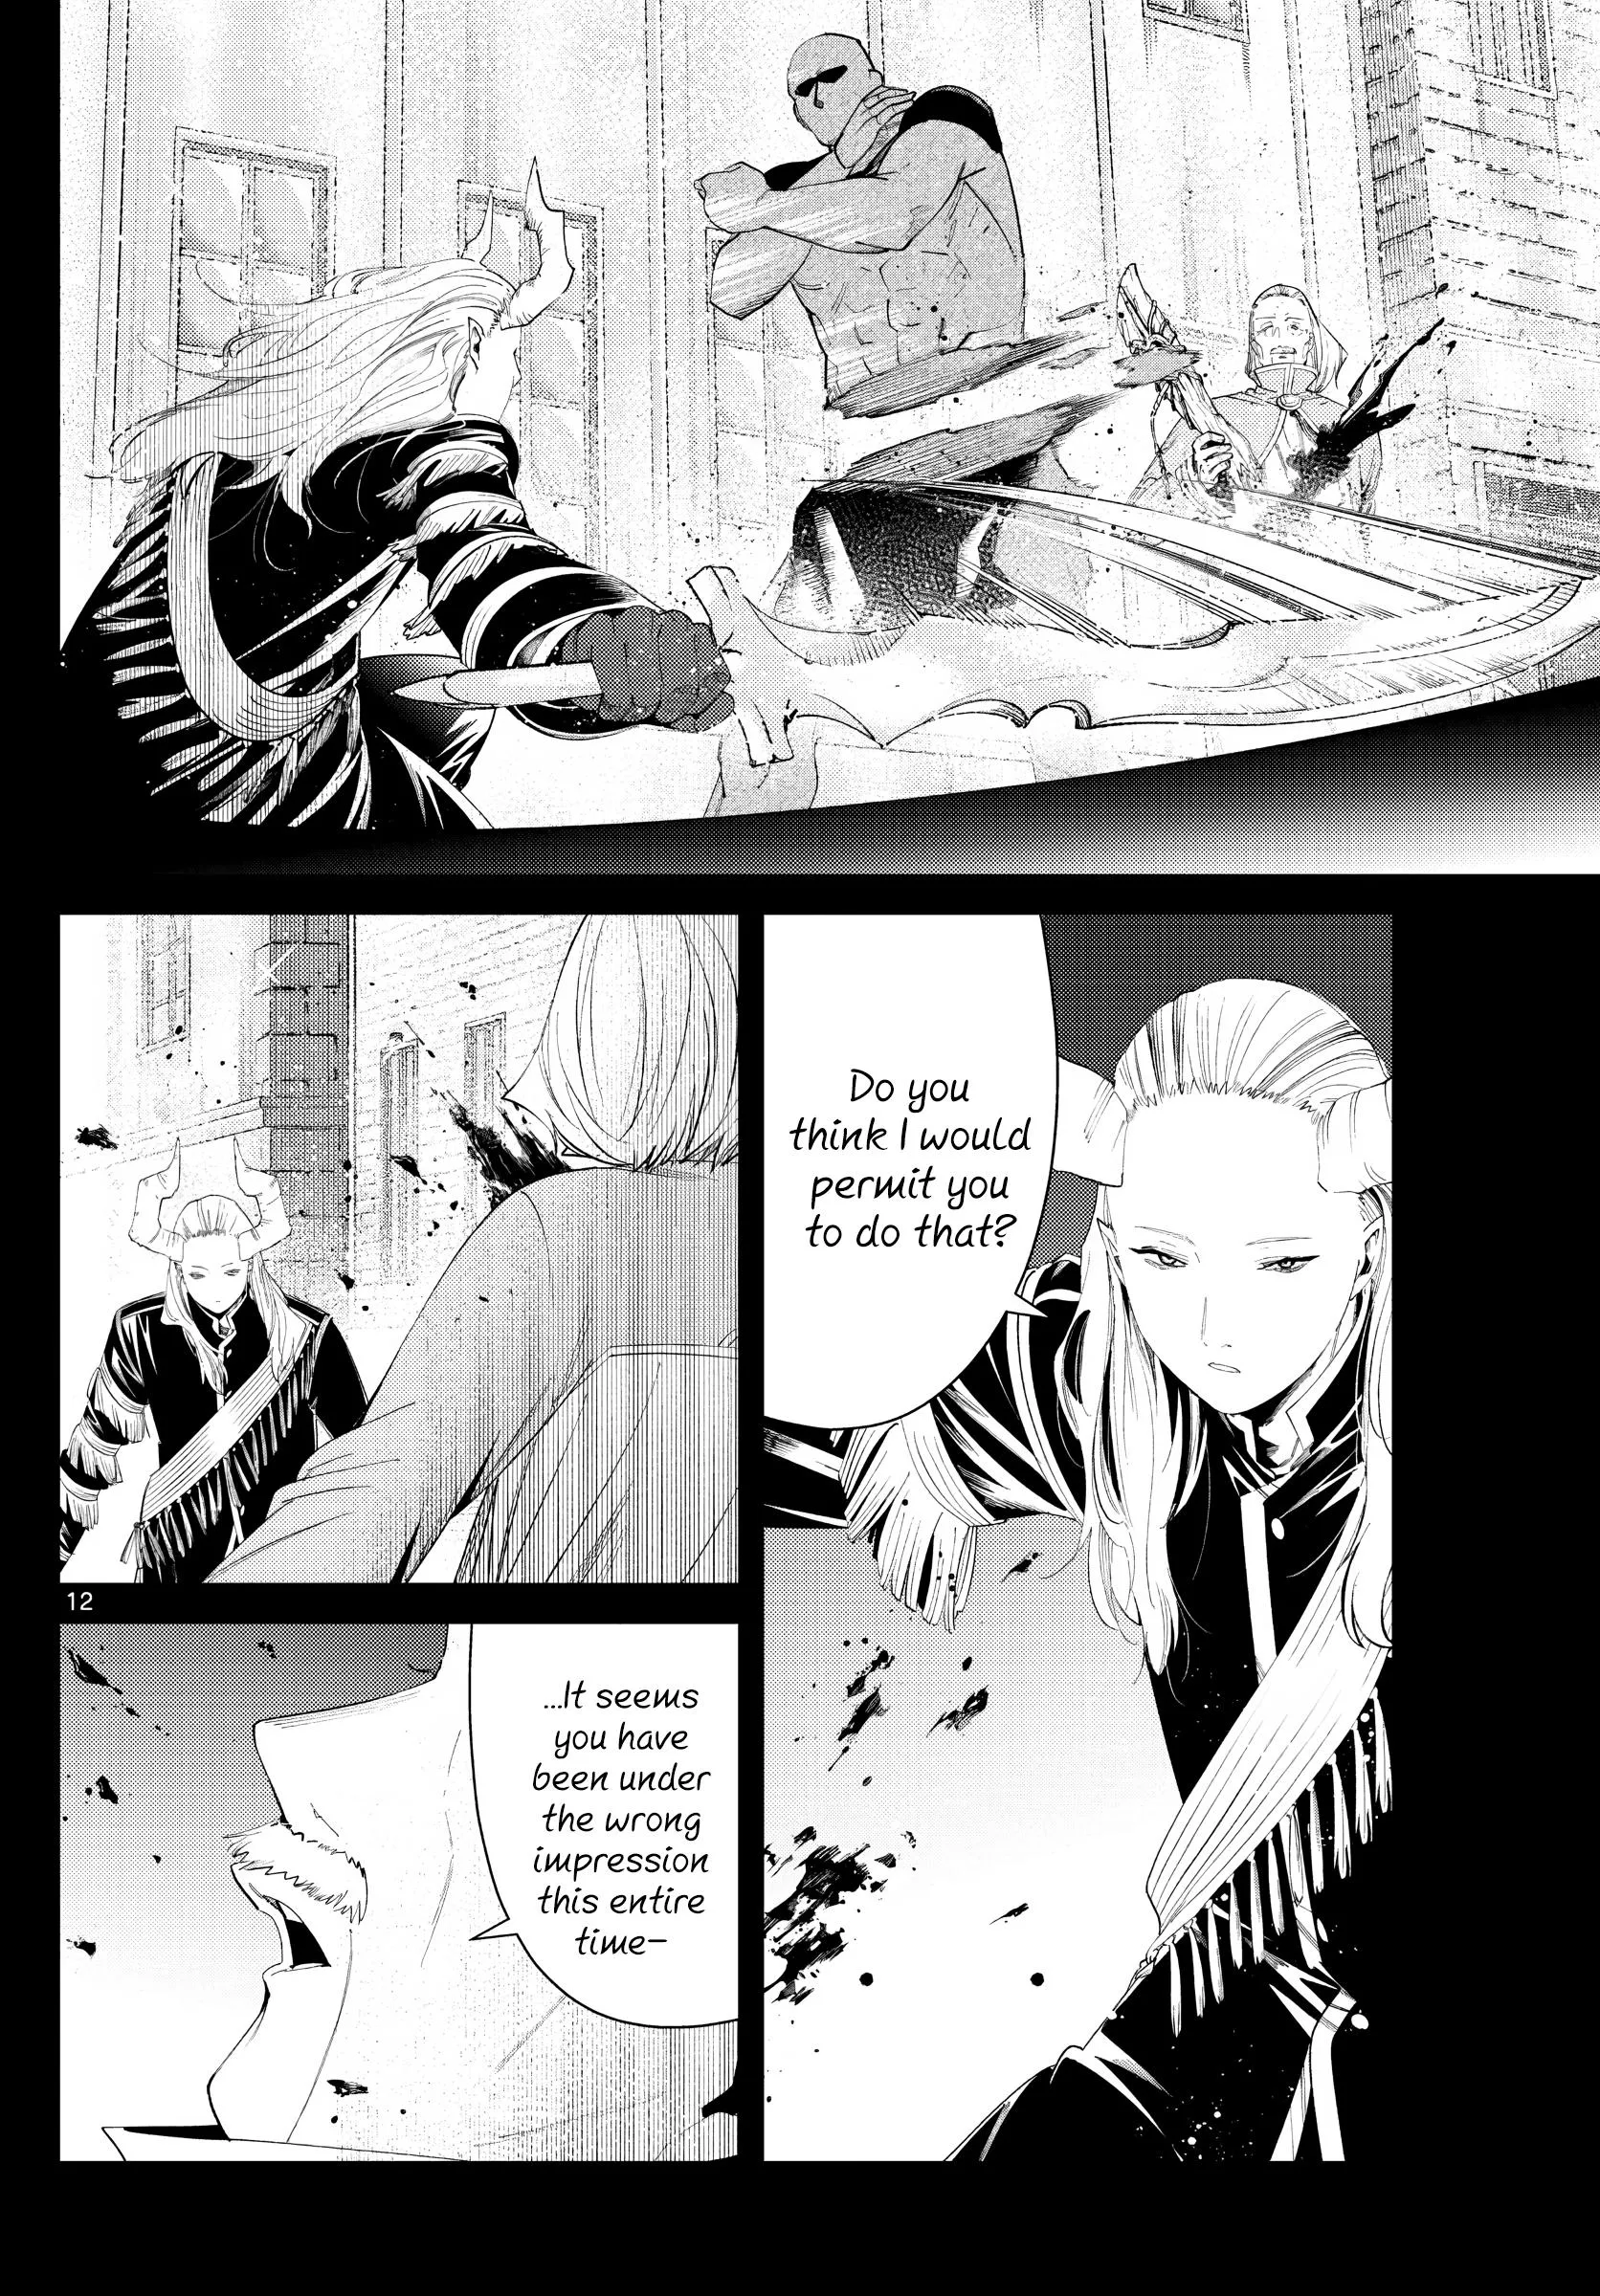 Do you
think I would
permit you
to do that?
12
...It seems
you have
been under
the wrong
impression
this entire
time–